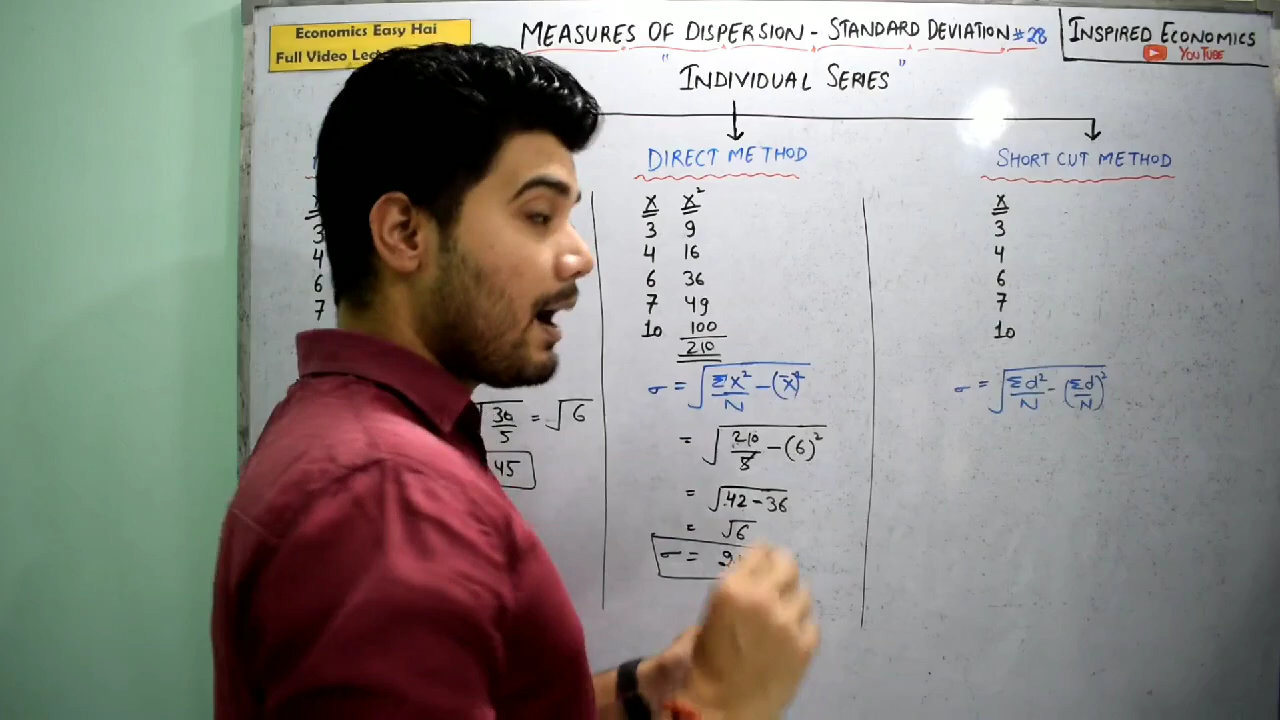 Economics Easy Hai
Full Video
MEASURES OF DISPERSION - STANDARD DEVIATION #28
INSPIRED ECONOMICS
YOUTUBE
"INDIVIDUAL SERIES"
X
3
4
6
7
√36/5 = √6
45
DIRECT METHOD
X X²
3 9
4 16
6 36
7 49
10 100
210
σ = √ΣX²/N - (X̄)²
= √210/5 - (6)²
= √42 - 36
= √6
σ = 2
SHORT CUT METHOD
X
3
4
6
7
10
σ = √Σd²/N - (Σd/N)²